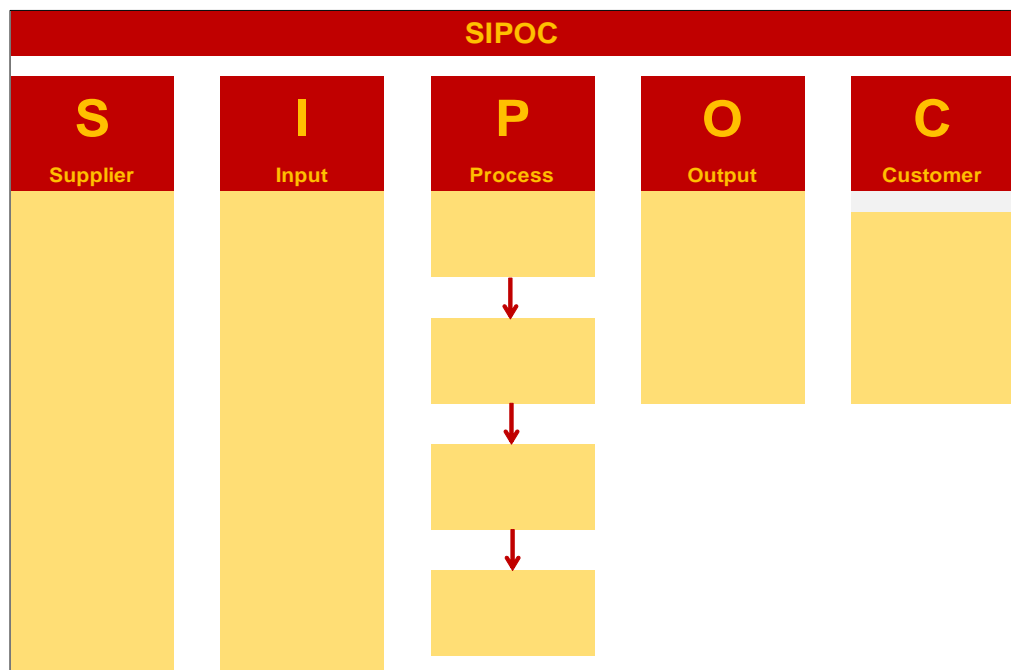 SIPOC
S
Supplier
I
Input
P
Process
O
Output
C
Customer